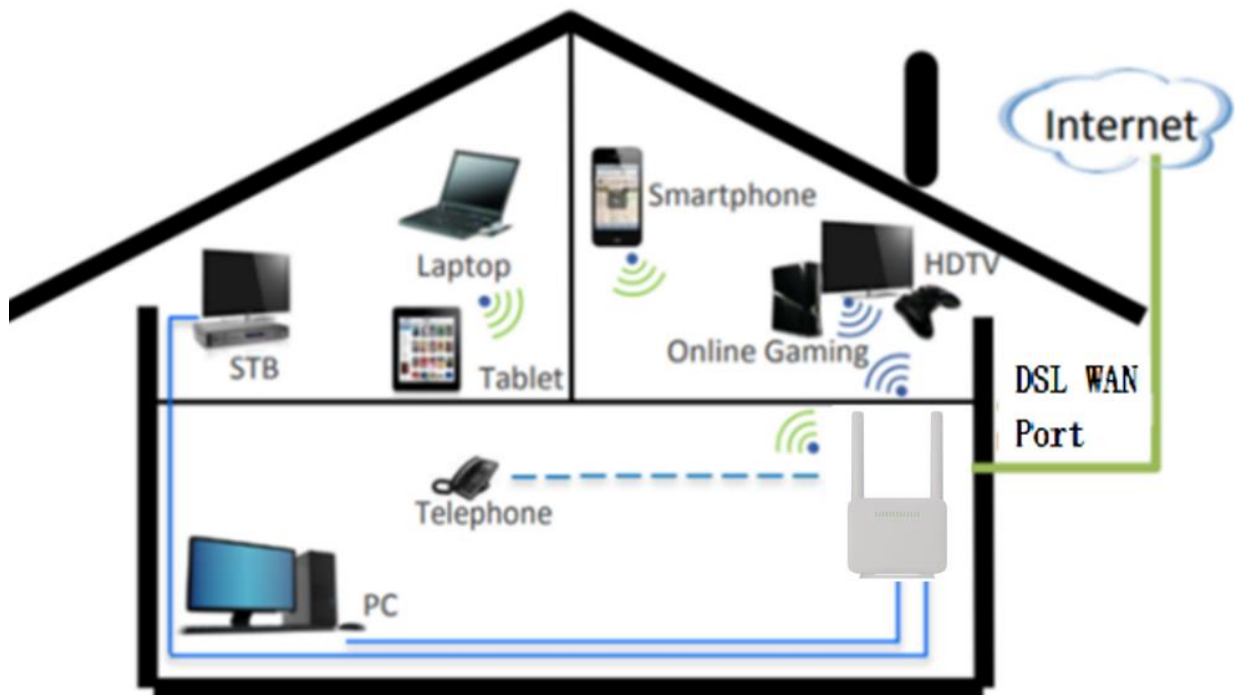 Internet
Smartphone
Laptop
HDTV
STB
Tablet
Online Gaming
DSL WAN
Port
Telephone
PC